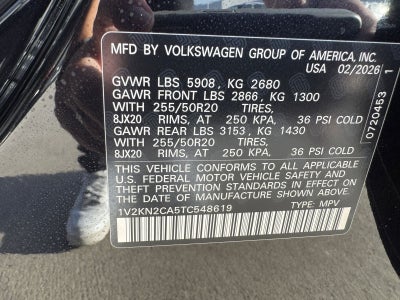 MFD BY VOLKSWAGEN GROUP OF AMERICA, INC.
USA 02/2026 1
GVWR LBS 5908, KG 2680
GAWR FRONT LBS 2866, KG 1300
WITH 255/50R20 TIRES,
8JX20 RIMS, AT 250 KPA, 36 PSI COLD
GAWR REAR LBS 3153, KG 1430
WITH 255/50R20 TIRES,
8JX20 RIMS, AT 250 KPA, 36 PSI COLD
THIS VEHICLE CONFORMS TO ALL APPLICABLE
U.S. FEDERAL MOTOR VEHICLE SAFETY AND
THEFT PREVENTION STANDARDS IN EFFECT ON THE
DATE OF MANUFACTURE SHOWN ABOVE.
1V2KN2CA5TC548619 TYPE: MPV
0720453